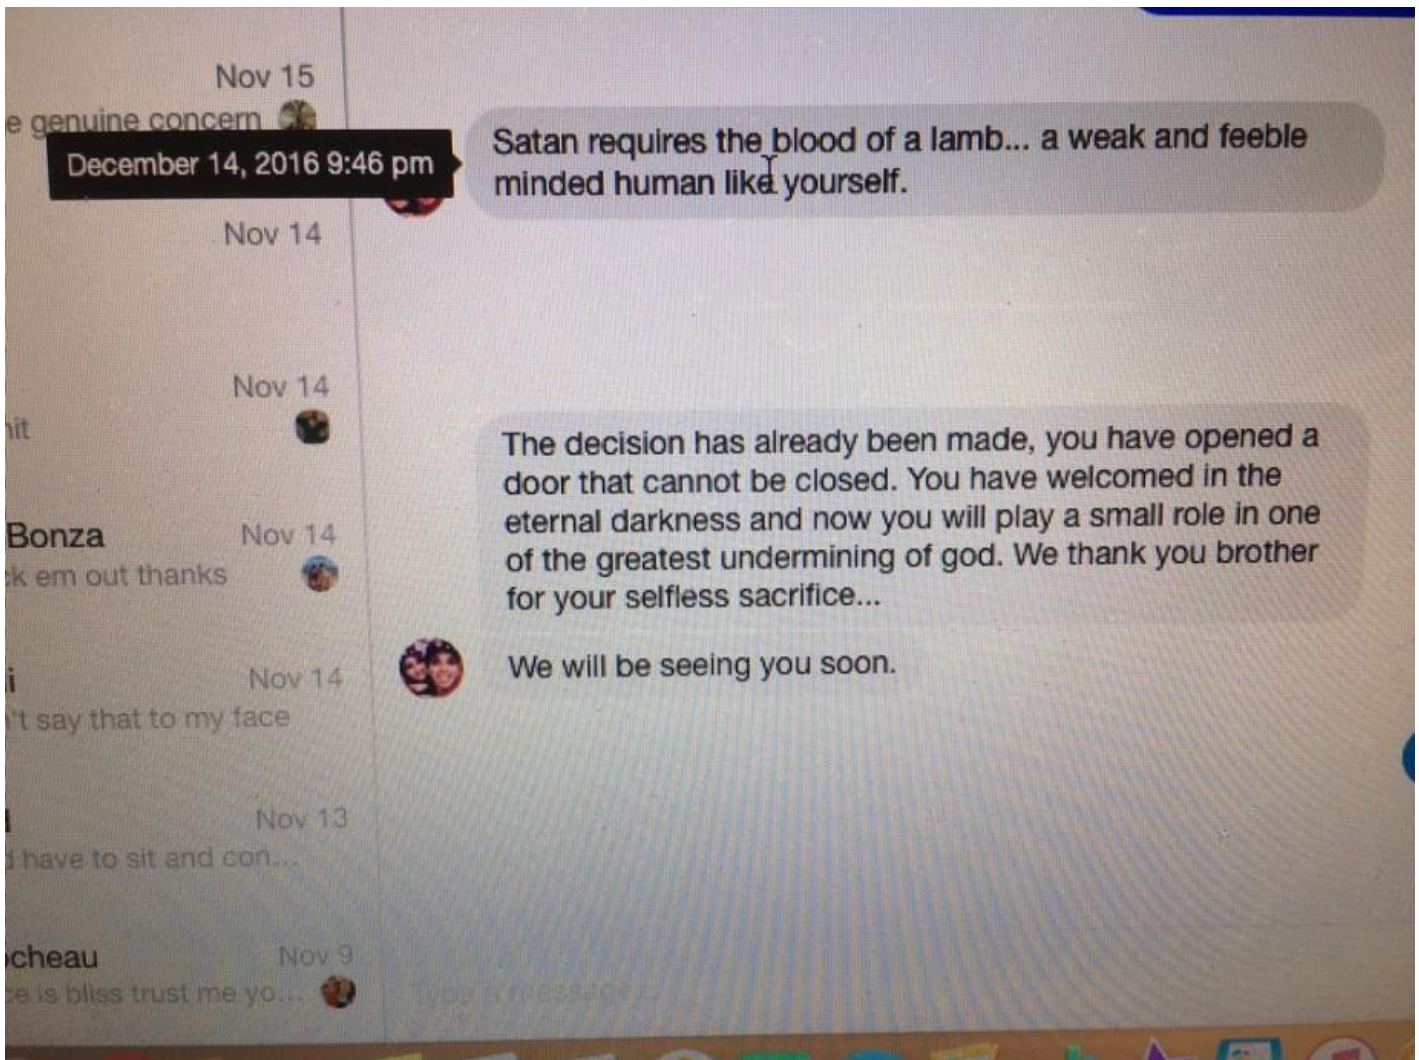 Nov 15
e genuine concern
December 14, 2016 9:46 pm
Nov 14
Nov 14
Bonza
Nov 14
k em out thanks
i
Nov 14
't say that to my face
Nov 13
have to sit and con...
cheau
Nov 9
e is bliss trust me yo...
Satan requires the blood of a lamb... a weak and feeble
minded human like yourself.
The decision has already been made, you have opened a
door that cannot be closed. You have welcomed in the
eternal darkness and now you will play a small role in one
of the greatest undermining of god. We thank you brother
for your selfless sacrifice...
We will be seeing you soon.
Type a message...